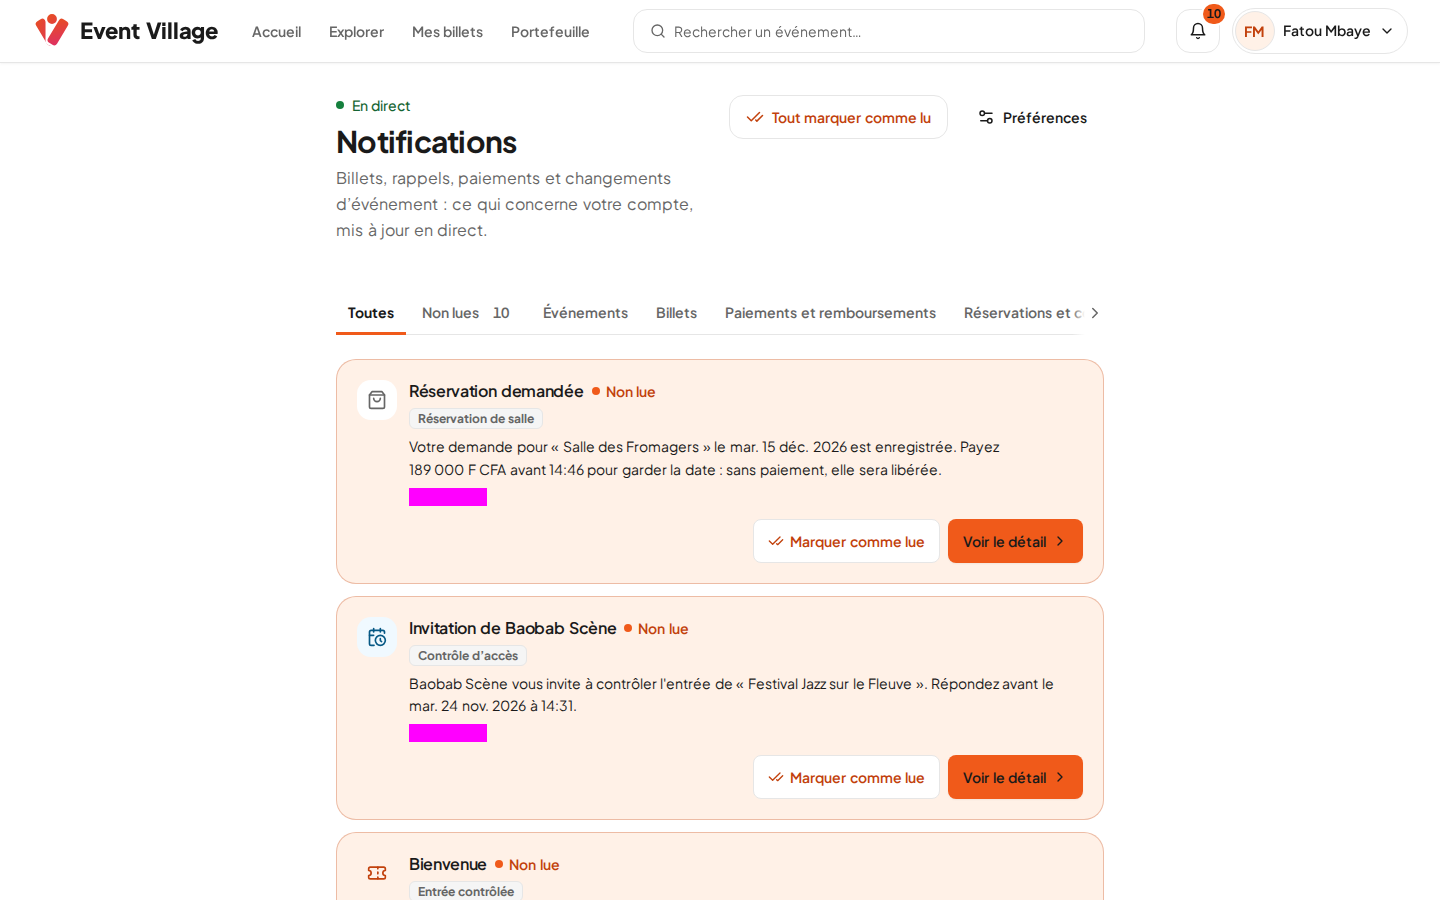 Event Village
Accueil
Explorer
Mes billets
Portefeuille
Rechercher un événement…
10
FM
Fatou Mbaye
En direct
Notifications
Billets, rappels, paiements et changements
d’événement : ce qui concerne votre compte,
mis à jour en direct.
Tout marquer comme lu
Préférences
Toutes
Non lues 10
Événements
Billets
Paiements et remboursements
Réservations et
Réservation demandée
Non lue
Réservation de salle
Votre demande pour « Salle des Fromagers » le mar. 15 déc. 2026 est enregistrée. Payez
189 000 F CFA avant 14:46 pour garder la date : sans paiement, elle sera libérée.
Marquer comme lue
Voir le détail
Invitation de Baobab Scène
Non lue
Contrôle d’accès
Baobab Scène vous invite à contrôler l'entrée de « Festival Jazz sur le Fleuve ». Répondez avant le
mar. 24 nov. 2026 à 14:31.
Marquer comme lue
Voir le détail
Bienvenue
Non lue
Entrée contrôlée